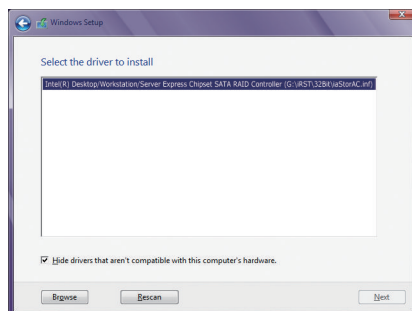 Windows Setup
Select the driver to install
Intel(R) Desktop/Workstation/Server Express Chipset SATA RAID Controller (G:\iRST\32Bit\iaStorAC.inf)
Hide drivers that aren't compatible with this computer's hardware.
Browse Rescan Next